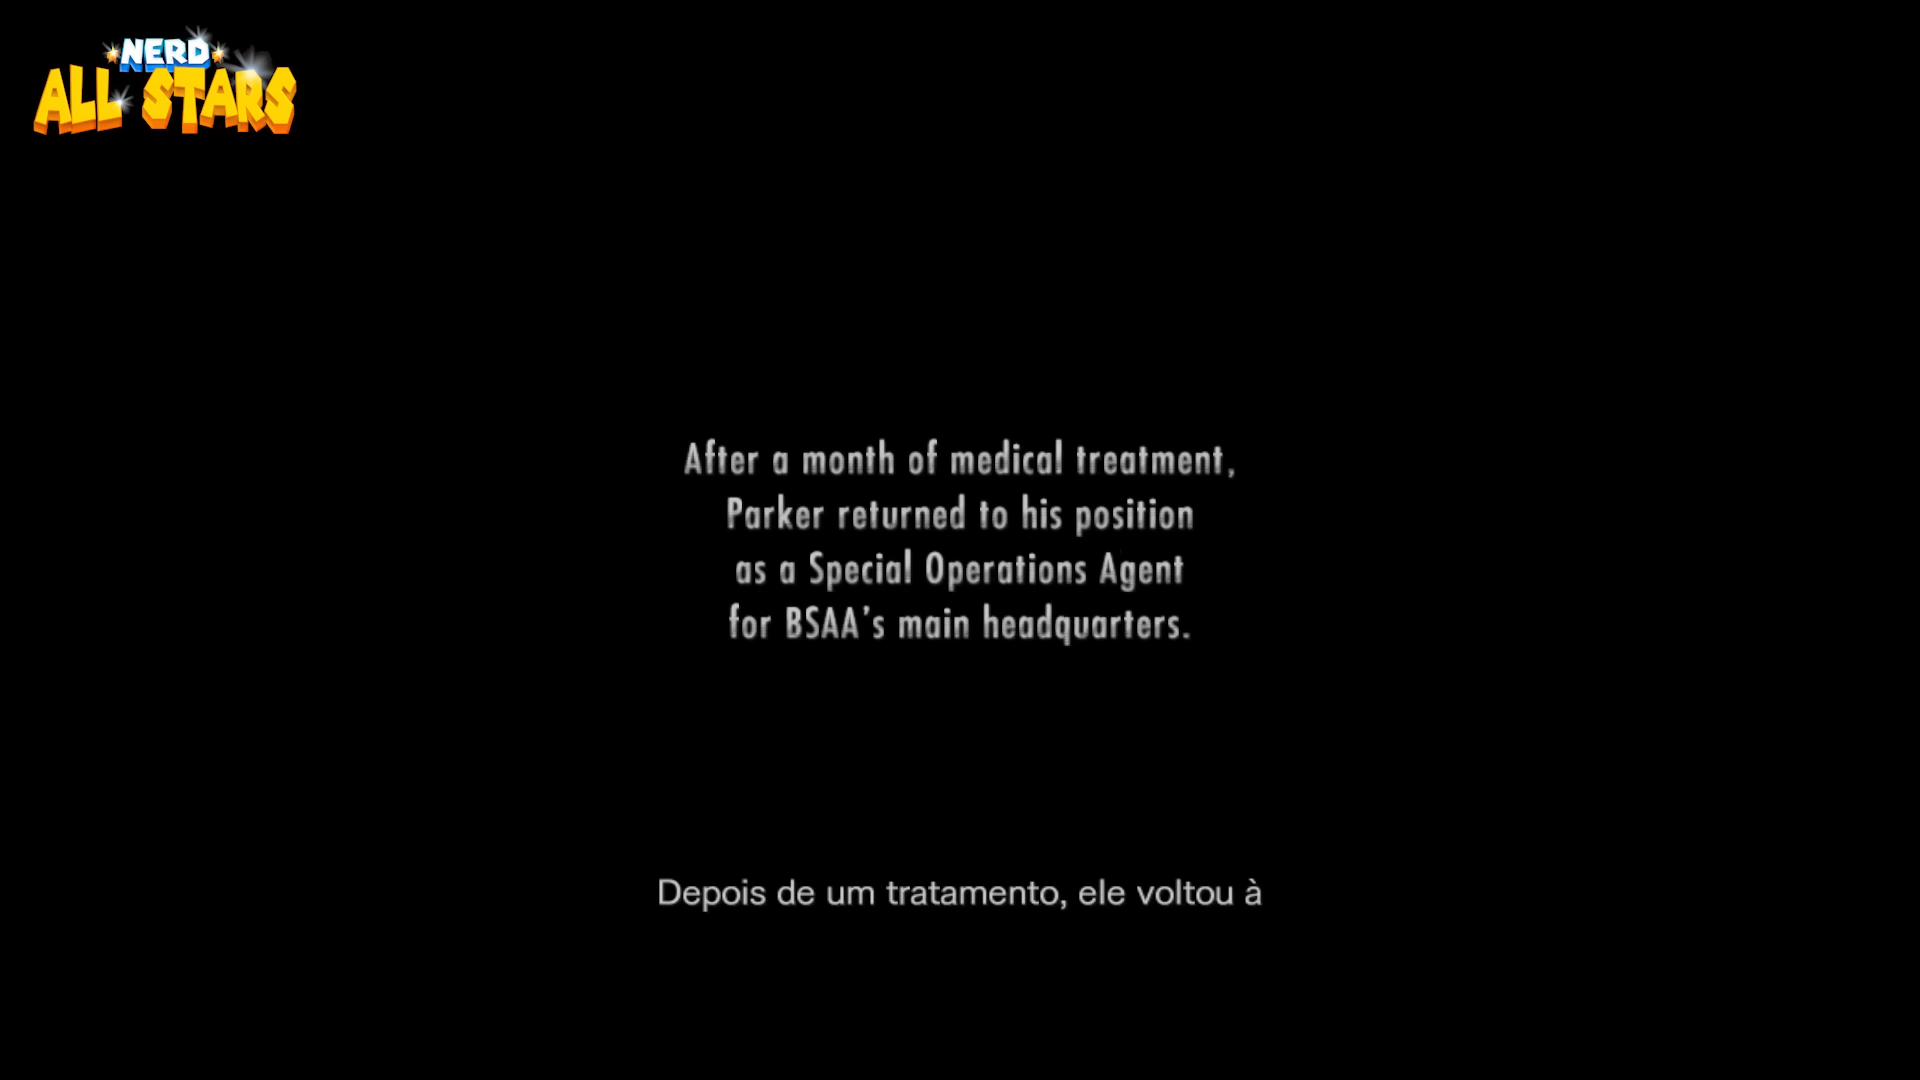 NERD
ALL STARS
After a month of medical treatment,
Parker returned to his position
as a Special Operations Agent
for BSAA’s main headquarters.
Depois de um tratamento, ele voltou à